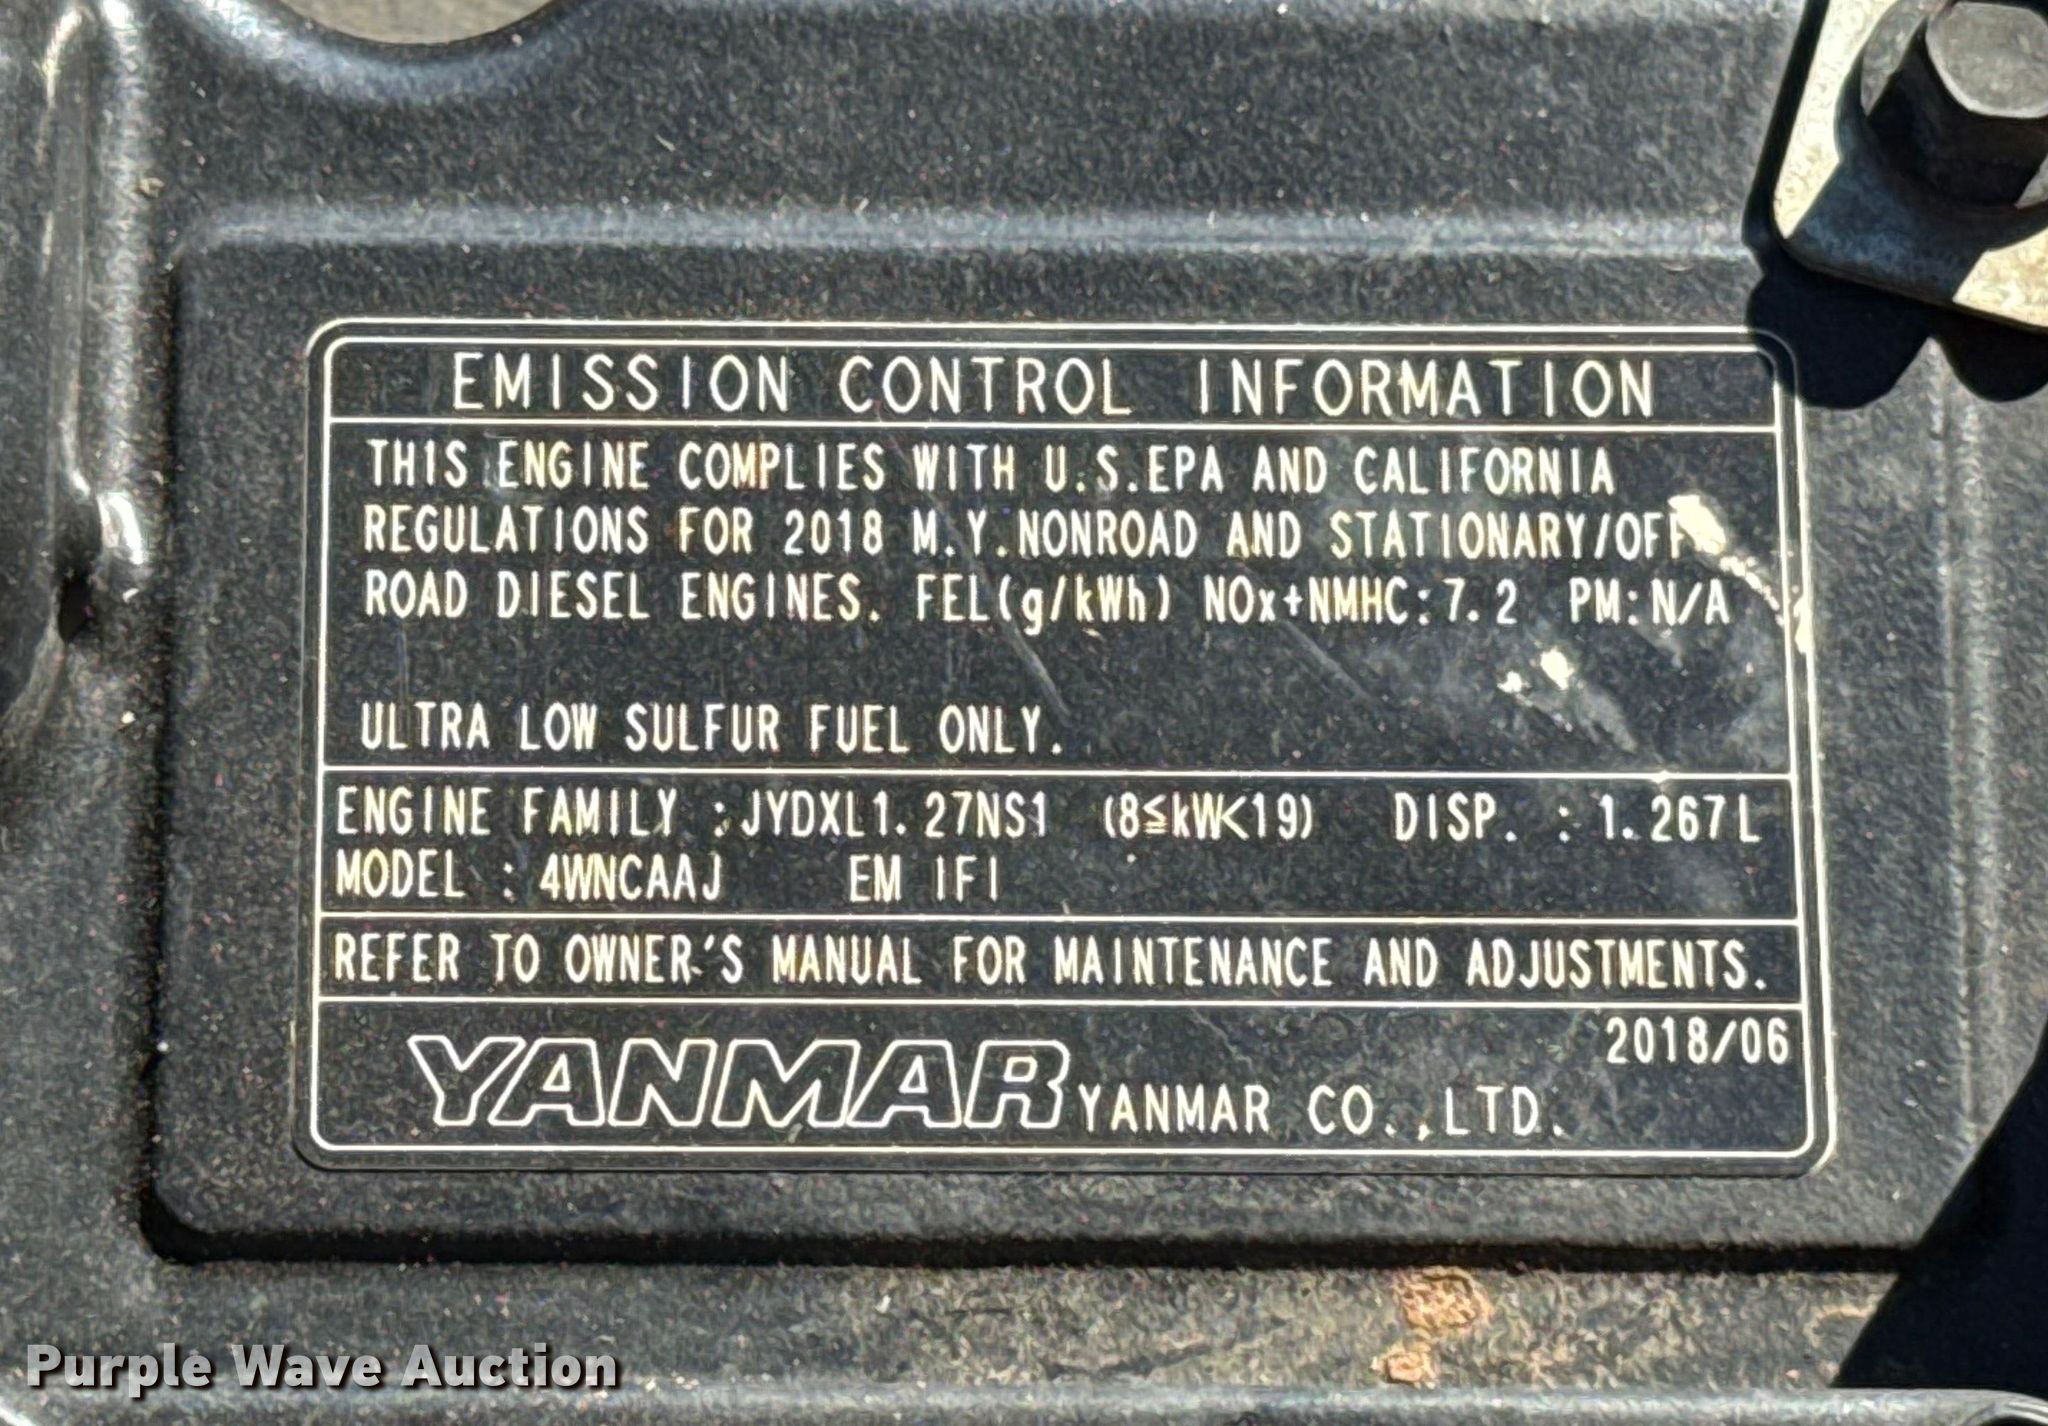 EMISSION CONTROL INFORMATION
THIS ENGINE COMPLIES WITH U.S.EPA AND CALIFORNIA
REGULATIONS FOR 2018 M.Y.NONROAD AND STATIONARY/OFF
ROAD DIESEL ENGINES. FEL(g/kWh) NOx+NMHC:7.2 PM:N/A
ULTRA LOW SULFUR FUEL ONLY.
ENGINE FAMILY :JYDXL1.27NS1 (8≦kW<19) DISP. : 1.267L
MODEL : 4WNCAAJ EM IFI
REFER TO OWNER'S MANUAL FOR MAINTENANCE AND ADJUSTMENTS.
2018/06
YANMAR YANMAR CO.,LTD.
Purple Wave Auction